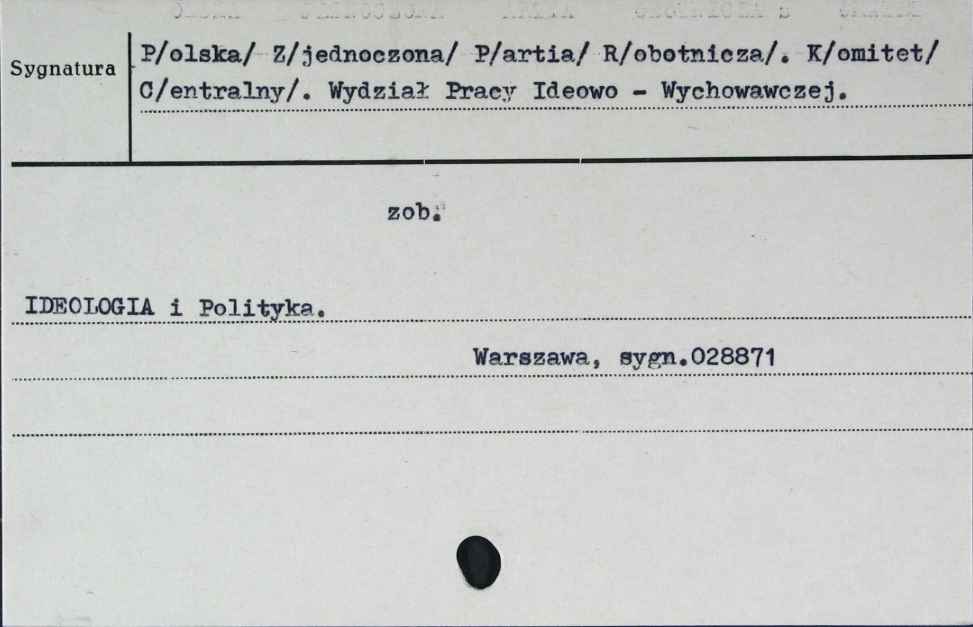 Sygnatura
P/olska/ Z/jednoczona/ P/artia/ R/obotnicza/. K/omitet/
C/entralny/. Wydział Pracy Ideowo - Wychowawczej.
zob.
IDEOLOGIA i Polityka.
Warszawa, sygn.028871